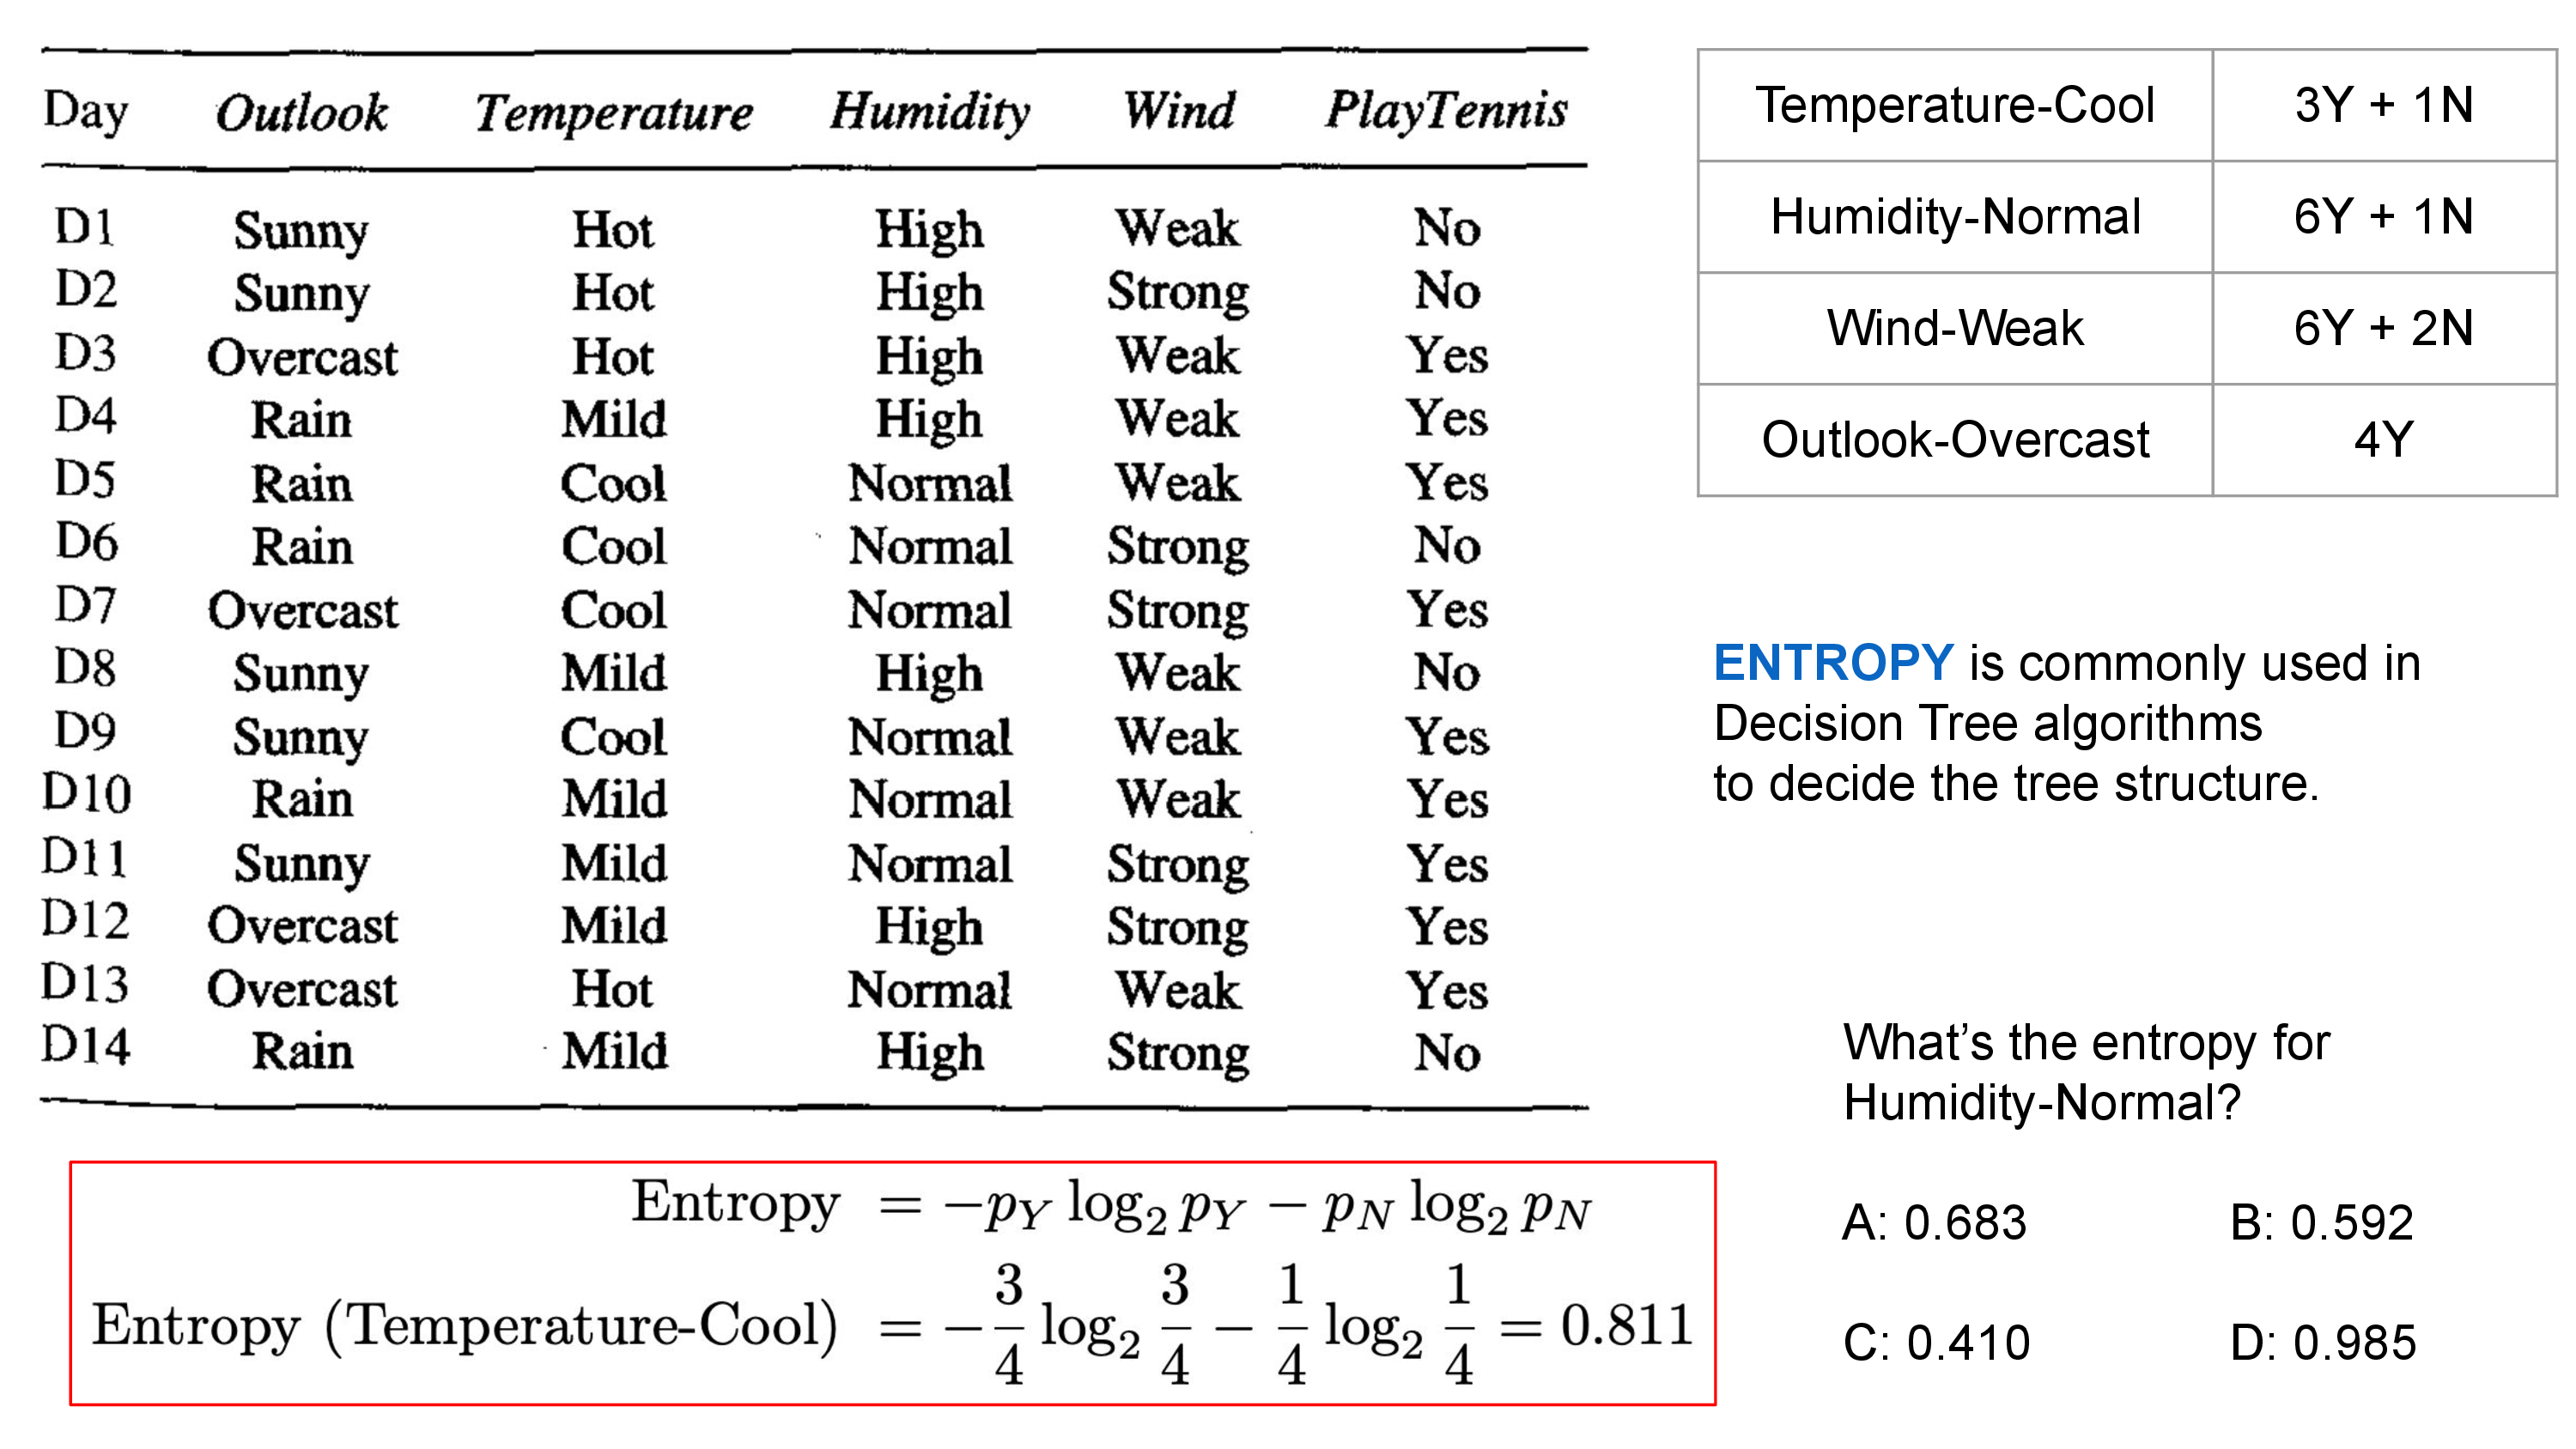 Day Outlook Temperature Humidity Wind PlayTennis
D1 Sunny Hot High Weak No
D2 Sunny Hot High Strong No
D3 Overcast Hot High Weak Yes
D4 Rain Mild High Weak Yes
D5 Rain Cool Normal Weak Yes
D6 Rain Cool Normal Strong No
D7 Overcast Cool Normal Strong Yes
D8 Sunny Mild High Weak No
D9 Sunny Cool Normal Weak Yes
D10 Rain Mild Normal Weak Yes
D11 Sunny Mild Normal Strong Yes
D12 Overcast Mild High Strong Yes
D13 Overcast Hot Normal Weak Yes
D14 Rain Mild High Strong No
Entropy = −p_Y log_2 p_Y − p_N log_2 p_N
Entropy (Temperature-Cool) = −3/4 log_2 3/4 − 1/4 log_2 1/4 = 0.811
Temperature-Cool 3Y + 1N
Humidity-Normal 6Y + 1N
Wind-Weak 6Y + 2N
Outlook-Overcast 4Y
ENTROPY is commonly used in
Decision Tree algorithms
to decide the tree structure.
What’s the entropy for
Humidity-Normal?
A: 0.683 B: 0.592
C: 0.410 D: 0.985